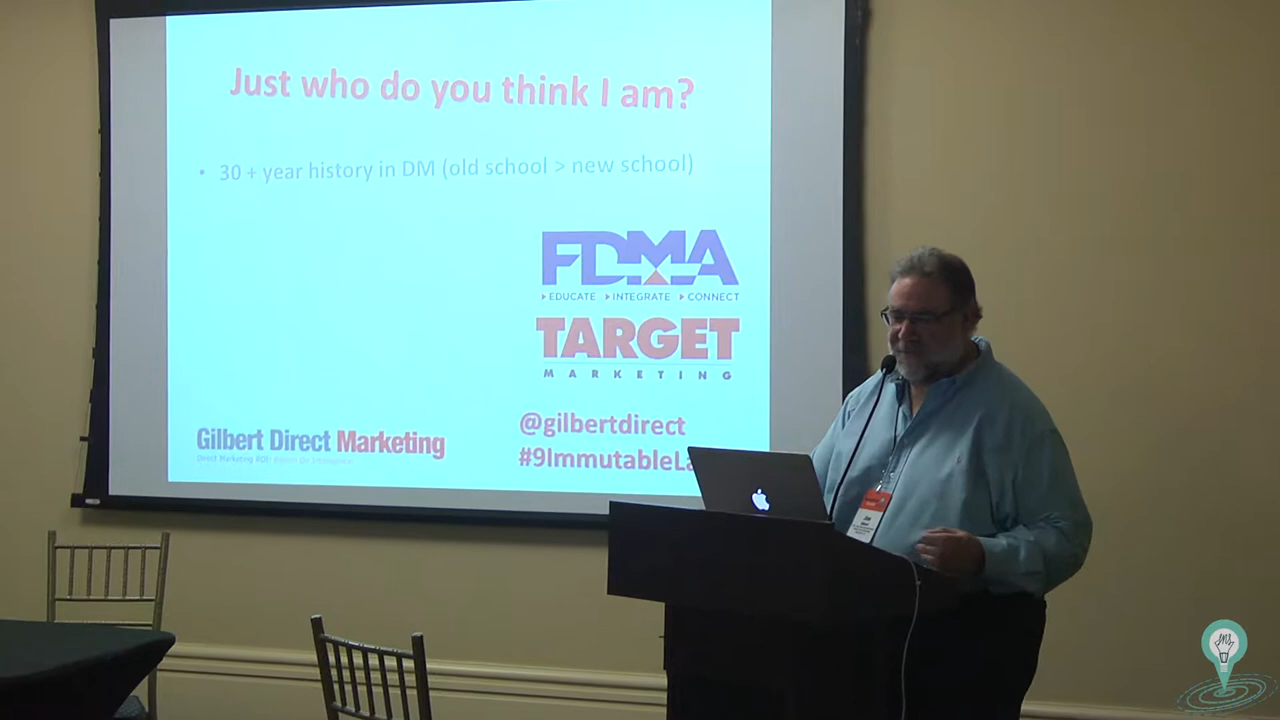 Just who do you think I am?
• 30 + year history in DM (old school > new school)
FDMA
EDUCATE INTEGRATE CONNECT
TARGET
MARKETING
@gilbertdirect
#9ImmutableLa
Gilbert Direct Marketing